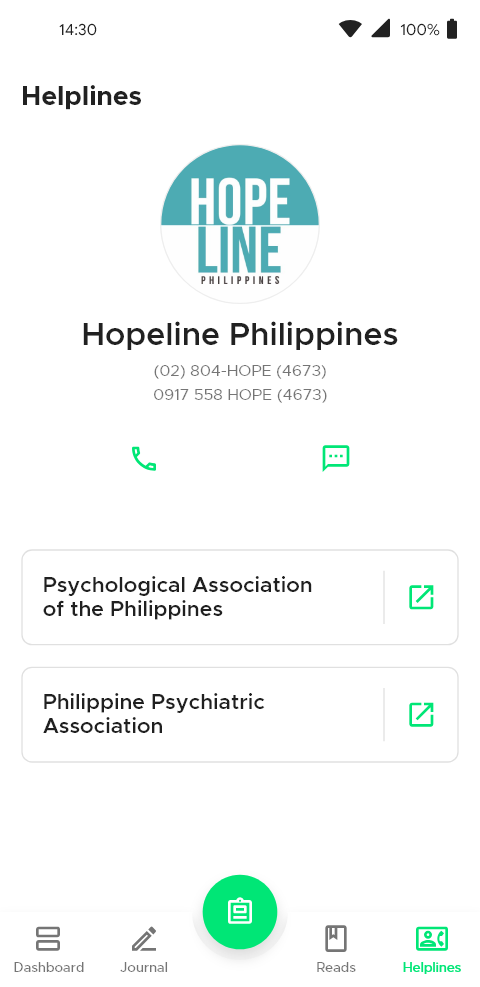 14:30
100%
Helplines
HOPE
LINE
PHILIPPINES
Hopeline Philippines
(02) 804-HOPE (4673)
0917 558 HOPE (4673)
Psychological Association
of the Philippines
Philippine Psychiatric
Association
Dashboard
Journal
Reads
Helplines